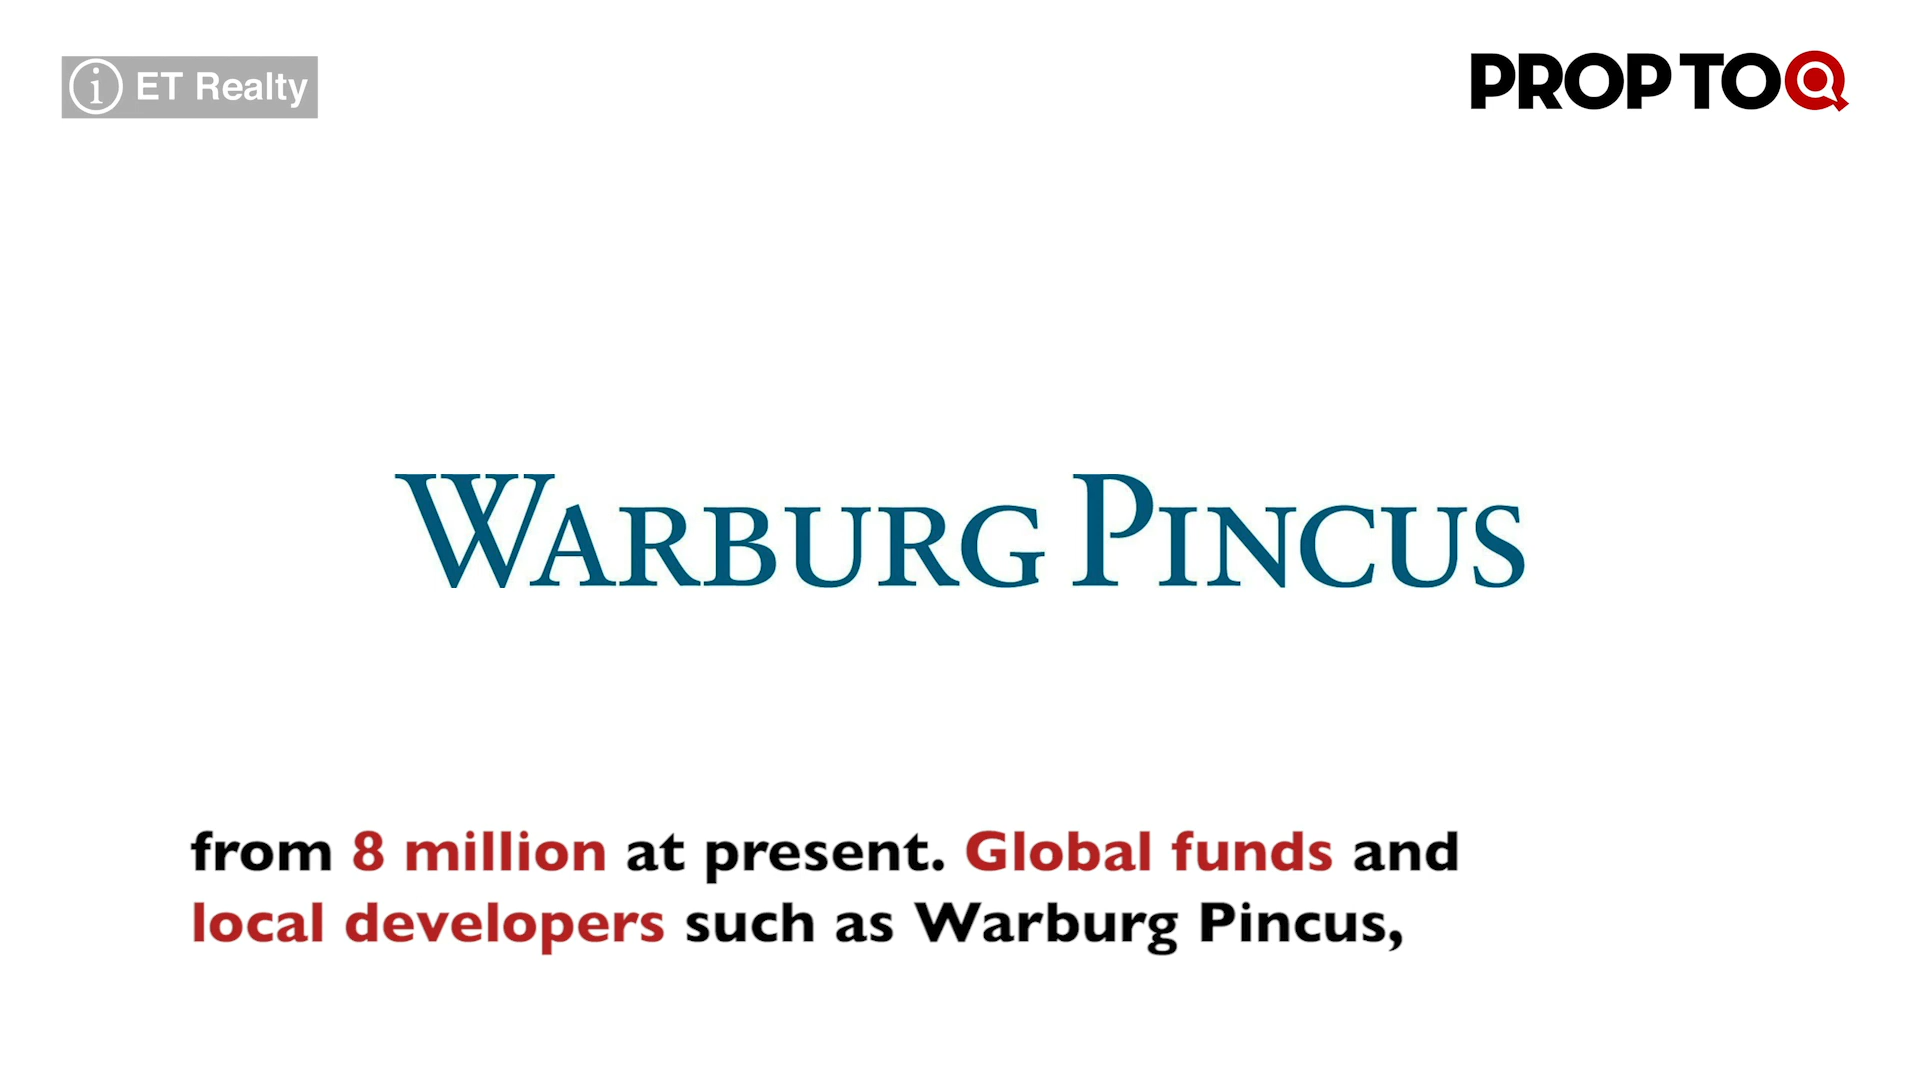 ET Realty
PROPTOQ
WARBURG PINCUS
from 8 million at present. Global funds and
local developers such as Warburg Pincus,